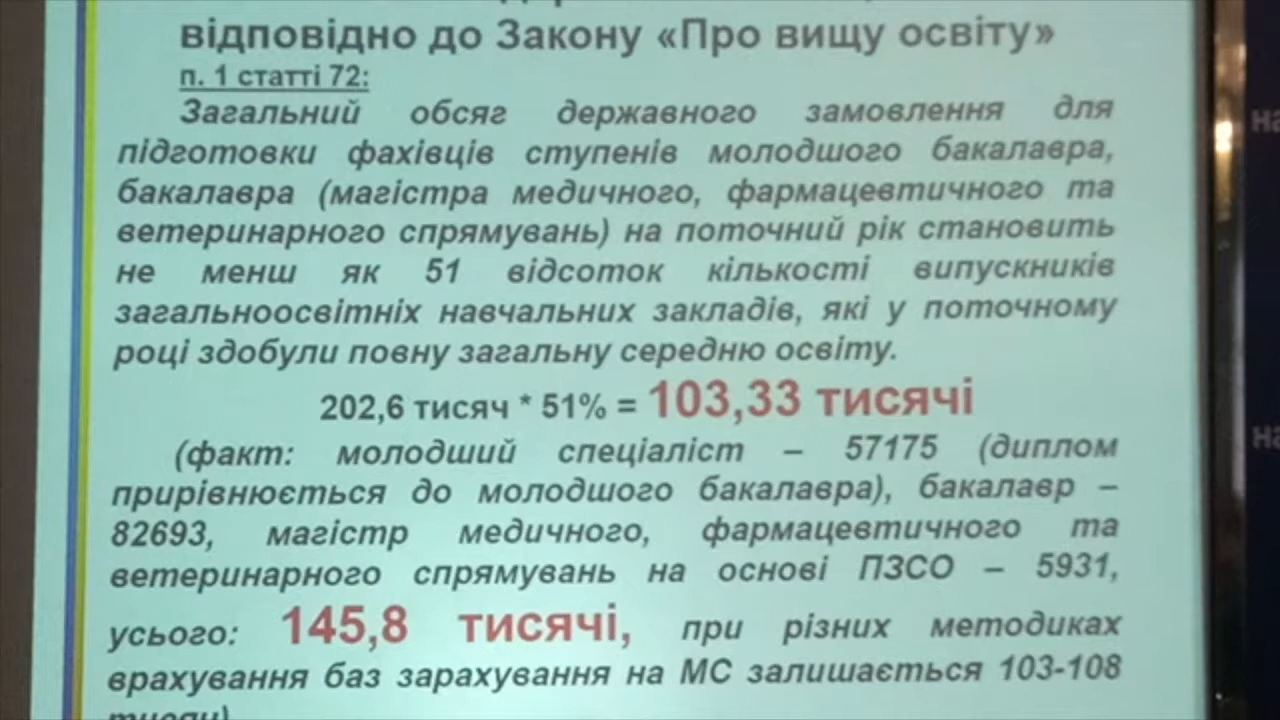 відповідно до Закону «Про вищу освіту»
п. 1 статті 72:
Загальний обсяг державного замовлення для
підготовки фахівців ступенів молодшого бакалавра,
бакалавра (магістра медичного, фармацевтичного та
ветеринарного спрямувань) на поточний рік становить
не менш як 51 відсоток кількості випускників
загальноосвітніх навчальних закладів, які у поточному
році здобули повну загальну середню освіту.
202,6 тисяч * 51% = 103,33 тисячі
(факт: молодший спеціаліст – 57175 (диплом
прирівнюється до молодшого бакалавра), бакалавр –
82693, магістр медичного, фармацевтичного та
ветеринарного спрямувань на основі ПЗСО – 5931,
усього: 145,8 тисячі, при різних методиках
врахування баз зарахування на МС залишається 103-108
на
на